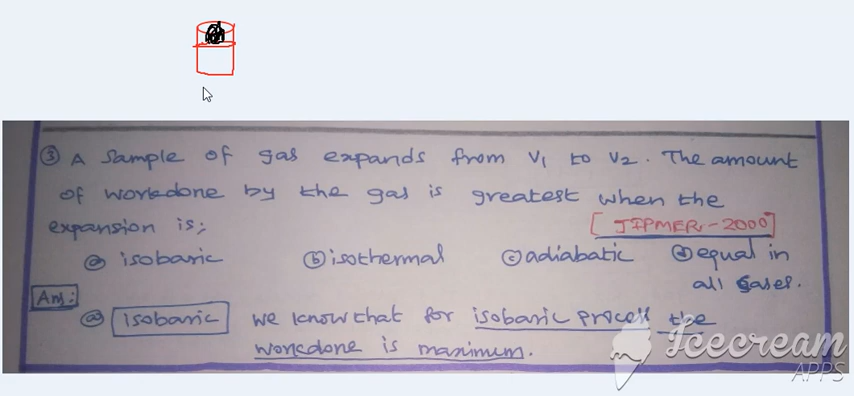 ③ A sample of gas expands from V1 to V2. The amount
of workdone by the gas is greatest when the
expansion is;
[JIPMER-2000]
ⓐ isobaric ⓑ isothermal ⓒ adiabatic ⓓ equal in
all cases.
Ans:
ⓐ isobaric we know that for isobaric process the
workdone is maximum.
Icecream
APPS